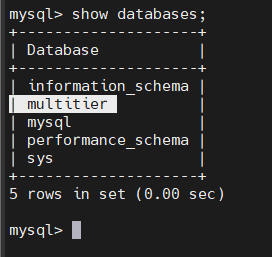 mysql> show databases;
+--------------------+
| Database           |
+--------------------+
| information_schema |
| multitier          |
| mysql              |
| performance_schema |
| sys                |
+--------------------+
5 rows in set (0.00 sec)
mysql>